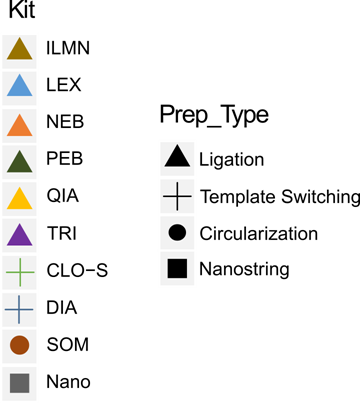 Kit
ILMN
LEX
NEB
PEB
QIA
TRI
CLO−S
DIA
SOM
Nano
Prep_Type
Ligation
Template Switching
Circularization
Nanostring